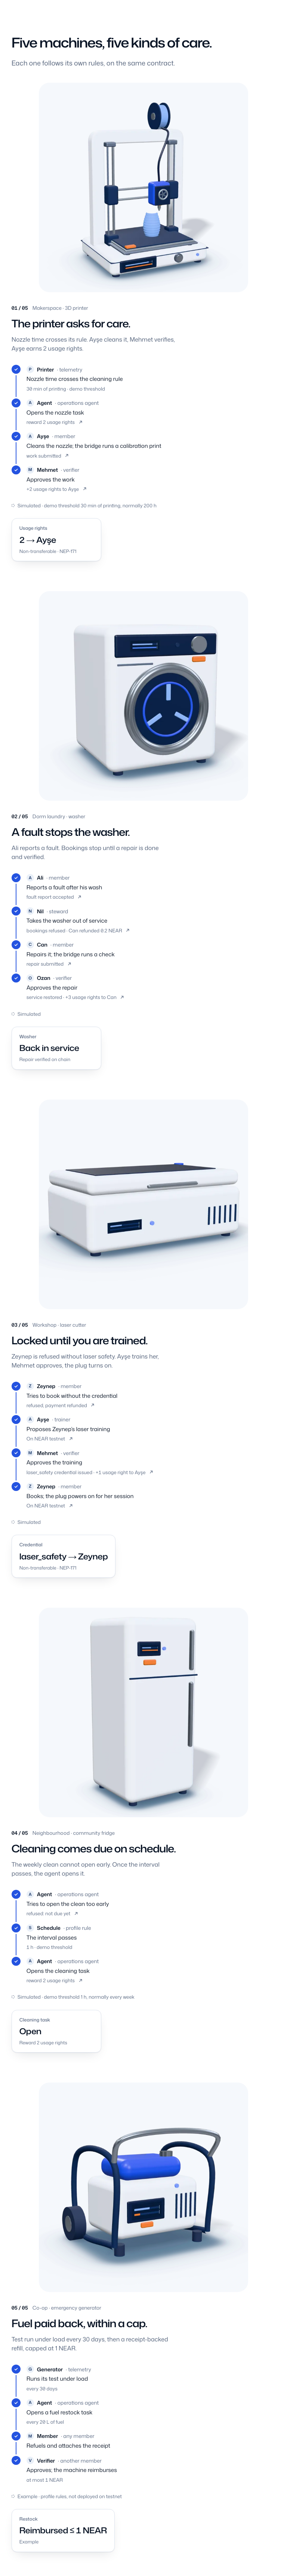 Five machines, five kinds of care.
Each one follows its own rules, on the same contract.
01 / 05 Makerspace · 3D printer
The printer asks for care.
Nozzle time crosses its rule. Ayşe cleans it, Mehmet verifies,
Ayşe earns 2 usage rights.
P Printer · telemetry
Nozzle time crosses the cleaning rule
38 min of printing · demo threshold
A Agent · operations agent
Opens the nozzle task
reward 2 usage rights ↗
A Ayşe · member
Cleans the nozzle, the bridge runs a calibration print
work submitted ↗
M Mehmet · verifier
Approves the work
+2 usage rights to Ayşe ↗
Simulated · demo threshold 30 min of printing, normally 200 h
Usage rights
2 → Ayşe
Non-transferable · NEP-171
02 / 05 Dorm laundry · washer
A fault stops the washer.
Ali reports a fault. Bookings stop until a repair is done
and verified.
A Ali · member
Reports a fault after his wash
fault report accepted ↗
N Nil · steward
Takes the washer out of service
bookings refused · Can refunded 0.2 NEAR ↗
C Can · member
Repairs it; the bridge runs a check
repair submitted ↗
O Ozan · verifier
Approves the repair
service restored · +3 usage rights to Can ↗
Simulated
Washer
Back in service
Repair verified on chain
03 / 05 Workshop · laser cutter
Locked until you are trained.
Zeynep is refused without laser safety. Ayşe trains her,
Mehmet approves, the plug turns on.
Z Zeynep · member
Tries to book without the credential
refused, payment refunded ↗
A Ayşe · trainer
Proposes Zeynep's laser training
On NEAR testnet ↗
M Mehmet · verifier
Approves the training
laser_safety credential issued · +1 usage right to Ayşe ↗
Z Zeynep · member
Books; the plug powers on for her session
On NEAR testnet ↗
Simulated
Credential
laser_safety → Zeynep
Non-transferable · NEP-171
04 / 05 Neighbourhood · community fridge
Cleaning comes due on schedule.
The weekly clean cannot open early. Once the interval
passes, the agent opens it.
A Agent · operations agent
Tries to open the clean too early
refused: not due yet ↗
S Schedule · profile rule
The interval passes
1 h · demo threshold
A Agent · operations agent
Opens the cleaning task
reward 2 usage rights ↗
Simulated · demo threshold 1 h, normally every week
Cleaning task
Open
Reward 2 usage rights
05 / 05 Co-op · emergency generator
Fuel paid back, within a cap.
Test run under load every 30 days, then a receipt-backed
refill, capped at 1 NEAR.
G Generator · telemetry
Runs its test under load
every 30 days
A Agent · operations agent
Opens a fuel restock task
every 20 L of fuel
M Member · any member
Refuels and attaches the receipt
V Verifier · another member
Approves; the machine reimburses
at most 1 NEAR
Example · profile rules, not deployed on testnet
Restock
Reimbursed ≤ 1 NEAR
Example